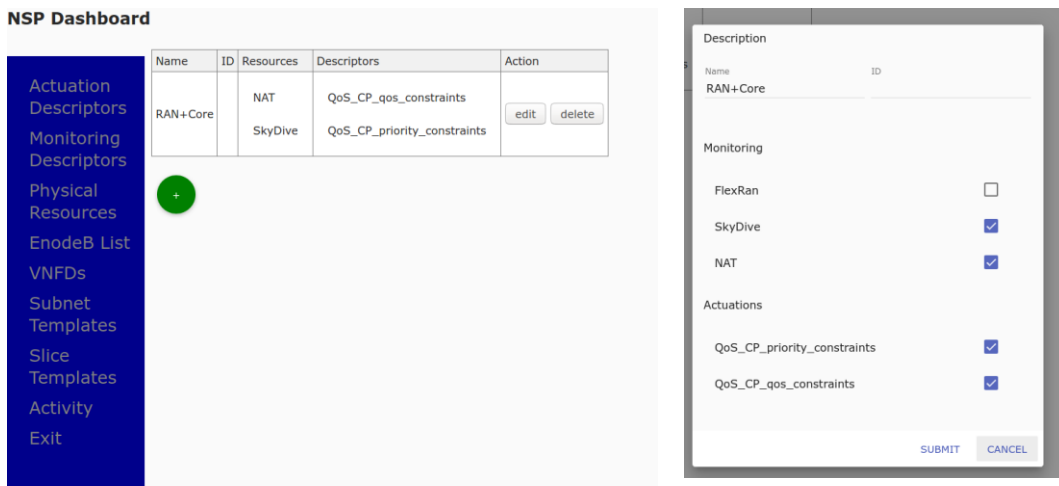 NSP Dashboard
Actuation
Descriptors
Monitoring
Descriptors
Physical
Resources
EnodeB List
VNFDs
Subnet
Templates
Slice
Templates
Activity
Exit
Name ID Resources Descriptors Action
RAN+Core
NAT QoS_CP_qos_constraints
SkyDive QoS_CP_priority_constraints
edit delete
+
s
Description
Name ID
RAN+Core
Monitoring
FlexRan
SkyDive
NAT
Actuations
QoS_CP_priority_constraints
QoS_CP_qos_constraints
SUBMIT CANCEL